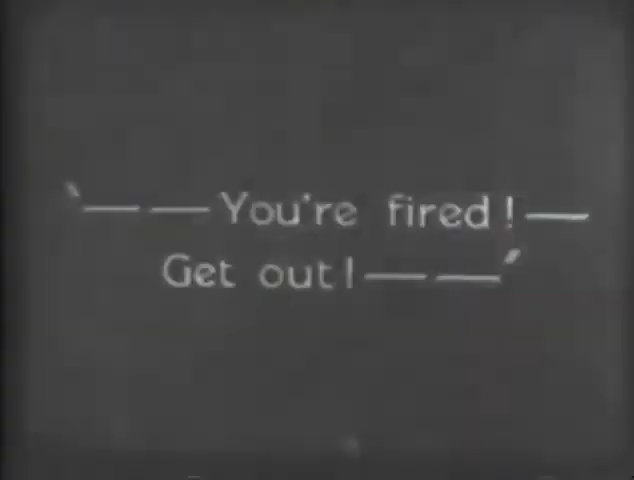 ‘— —You're fired!—
Get out!— —’